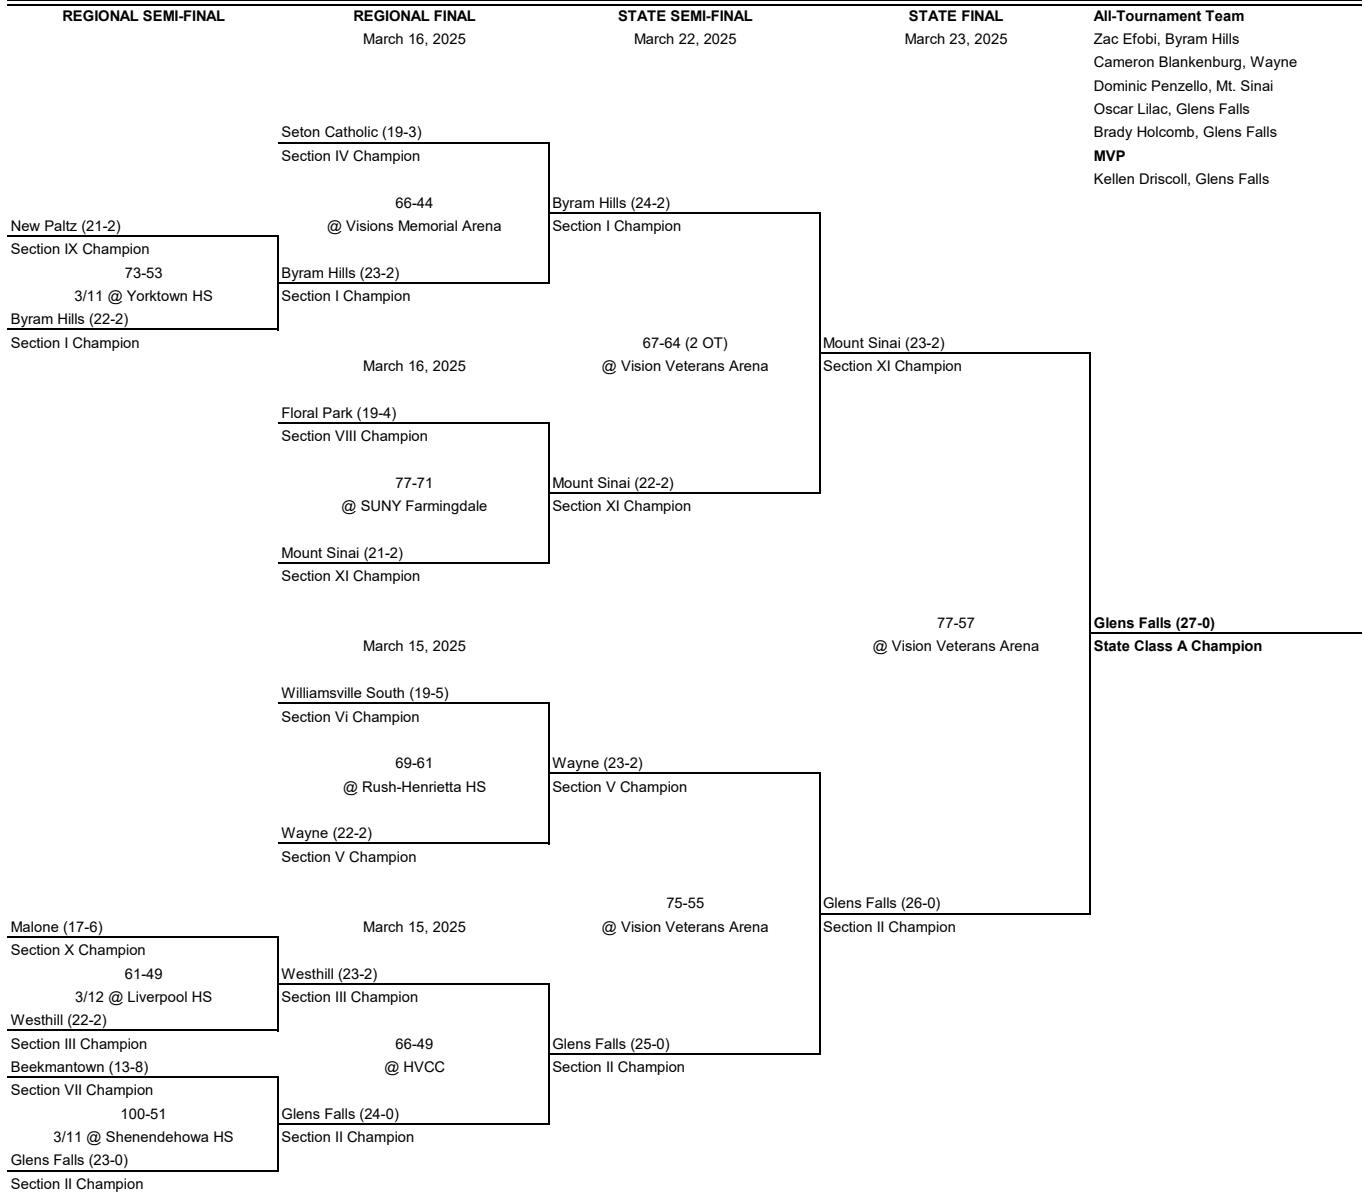 REGIONAL SEMI-FINAL REGIONAL FINAL STATE SEMI-FINAL STATE FINAL All-Tournament Team
March 16, 2025 March 22, 2025 March 23, 2025 Zac Efobi, Byram Hills
Cameron Blankenburg, Wayne
Dominic Penzello, Mt. Sinai
Oscar Lilac, Glens Falls
Seton Catholic (19-3) Brady Holcomb, Glens Falls
Section IV Champion MVP
Kellen Driscoll, Glens Falls
66-44 Byram Hills (24-2)
New Paltz (21-2) @ Visions Memorial Arena Section I Champion
Section IX Champion
73-53 Byram Hills (23-2)
3/11 @ Yorktown HS Section I Champion
Byram Hills (22-2)
Section I Champion 67-64 (2 OT) Mount Sinai (23-2)
March 16, 2025 @ Vision Veterans Arena Section XI Champion
Floral Park (19-4)
Section VIII Champion
77-71 Mount Sinai (22-2)
@ SUNY Farmingdale Section XI Champion
Mount Sinai (21-2)
Section XI Champion
77-57 Glens Falls (27-0)
March 15, 2025 @ Vision Veterans Arena State Class A Champion
Williamsville South (19-5)
Section Vi Champion
69-61 Wayne (23-2)
@ Rush-Henrietta HS Section V Champion
Wayne (22-2)
Section V Champion
75-55 Glens Falls (26-0)
Malone (17-6) March 15, 2025 @ Vision Veterans Arena Section II Champion
Section X Champion
61-49 Westhill (23-2)
3/12 @ Liverpool HS Section III Champion
Westhill (22-2)
Section III Champion 66-49 Glens Falls (25-0)
Beekmantown (13-8) @ HVCC Section II Champion
Section VII Champion
100-51 Glens Falls (24-0)
3/11 @ Shenendehowa HS Section II Champion
Glens Falls (23-0)
Section II Champion